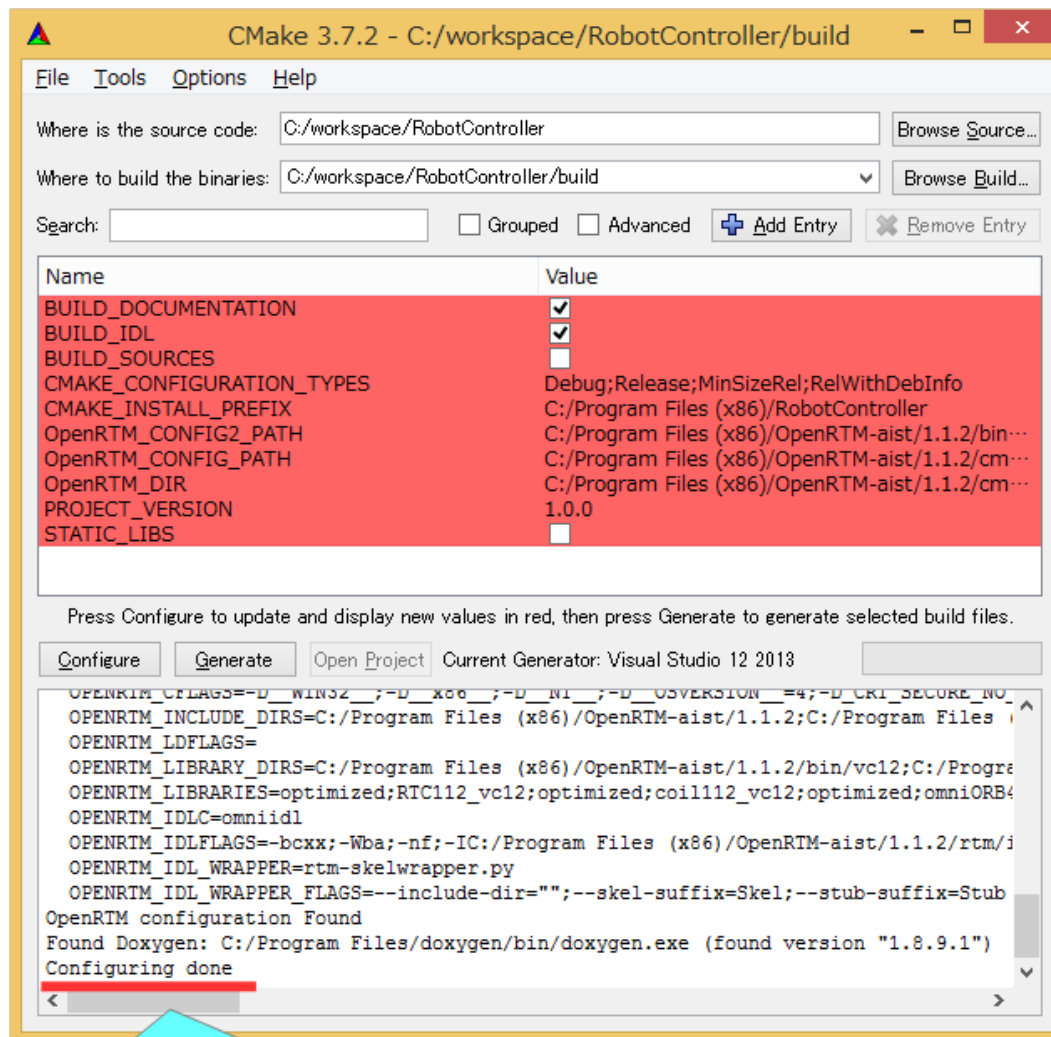 CMake 3.7.2 - C:/workspace/RobotController/build
File Tools Options Help
Where is the source code: C:/workspace/RobotController Browse Source...
Where to build the binaries: C:/workspace/RobotController/build Browse Build...
Search: Grouped Advanced Add Entry Remove Entry
Name Value
BUILD_DOCUMENTATION
BUILD_IDL
BUILD_SOURCES
CMAKE_CONFIGURATION_TYPES Debug;Release;MinSizeRel;RelWithDebInfo
CMAKE_INSTALL_PREFIX C:/Program Files (x86)/RobotController
OpenRTM_CONFIG2_PATH C:/Program Files (x86)/OpenRTM-aist/1.1.2/bin…
OpenRTM_CONFIG_PATH C:/Program Files (x86)/OpenRTM-aist/1.1.2/cm…
OpenRTM_DIR C:/Program Files (x86)/OpenRTM-aist/1.1.2/cm…
PROJECT_VERSION 1.0.0
STATIC_LIBS
Press Configure to update and display new values in red, then press Generate to generate selected build files.
Configure Generate Open Project Current Generator: Visual Studio 12 2013
OPENRTM_CFLAGS=-D__WIN32__;-D__x86__;-D__NT__;-D__OSVERSION__=4;-D_CRT_SECURE_NO_
OPENRTM_INCLUDE_DIRS=C:/Program Files (x86)/OpenRTM-aist/1.1.2;C:/Program Files (
OPENRTM_LDFLAGS=
OPENRTM_LIBRARY_DIRS=C:/Program Files (x86)/OpenRTM-aist/1.1.2/bin/vc12;C:/Progra
OPENRTM_LIBRARIES=optimized;RTC112_vc12;optimized;coil112_vc12;optimized;omniORB4
OPENRTM_IDLC=omniidl
OPENRTM_IDLFLAGS=-bcxx;-Wba;-nf;-IC:/Program Files (x86)/OpenRTM-aist/1.1.2/rtm/i
OPENRTM_IDL_WRAPPER=rtm-skelwrapper.py
OPENRTM_IDL_WRAPPER_FLAGS=--include-dir="";--skel-suffix=Skel;--stub-suffix=Stub
OpenRTM configuration Found
Found Doxygen: C:/Program Files/doxygen/bin/doxygen.exe (found version "1.8.9.1")
Configuring done